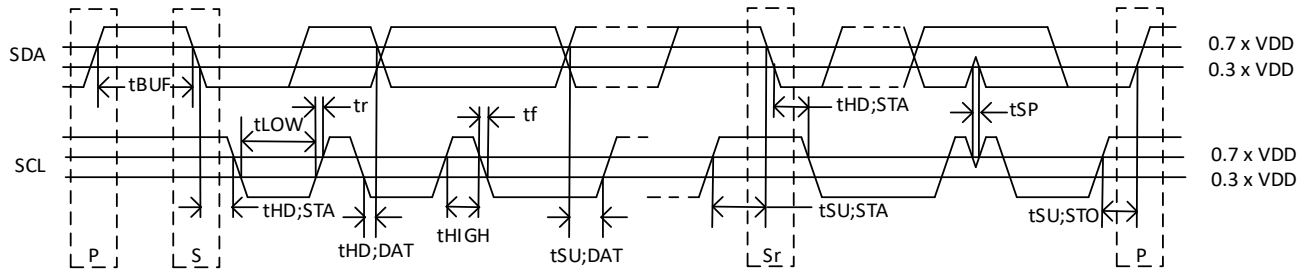 SDA
0.7 x VDD
0.3 x VDD
tBUF
tr
tLOW
tf
tHD;STA
tSP
SCL
0.7 x VDD
0.3 x VDD
tHD;STA
tHD;DAT
tHIGH
tSU;DAT
tSU;STA
tSU;STO
P
S
Sr
P